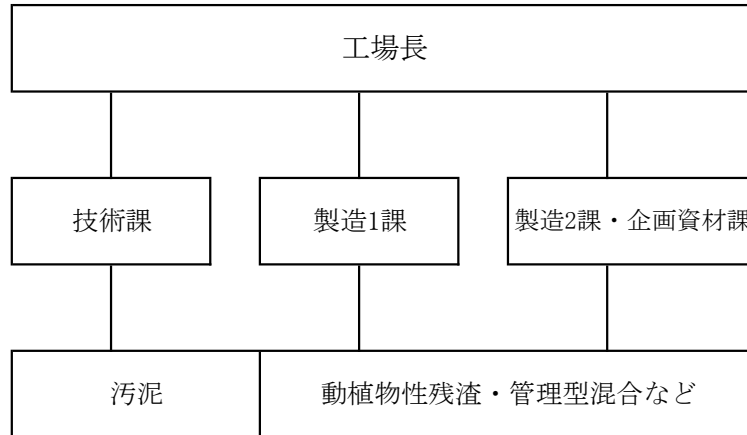 工場長
技術課
製造1課
製造2課・企画資材課
汚泥
動植物性残渣・管理型混合など